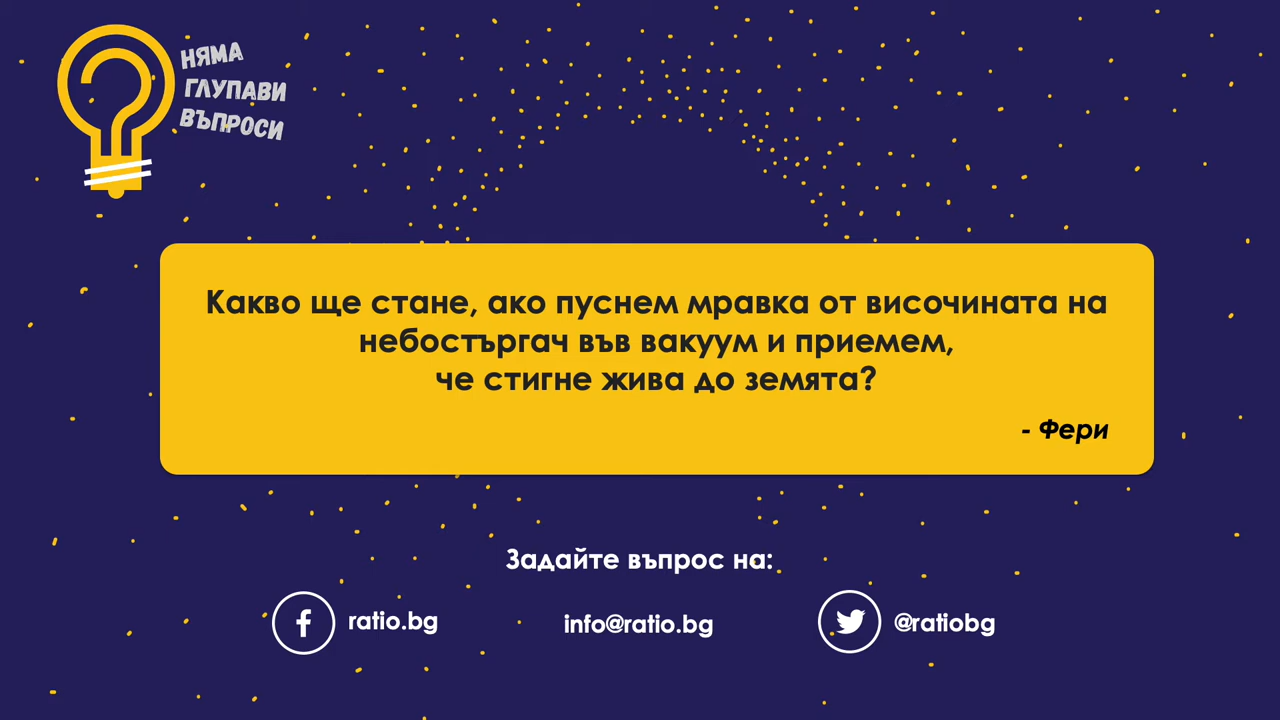 НЯМА
ГЛУПАВИ
ВЪПРОСИ
Какво ще стане, ако пуснем мравка от височината на
небостъргач във вакуум и приемем,
че стигне жива до земята?
- Фери
Задайте въпрос на:
ratio.bg
info@ratio.bg
@ratiobg